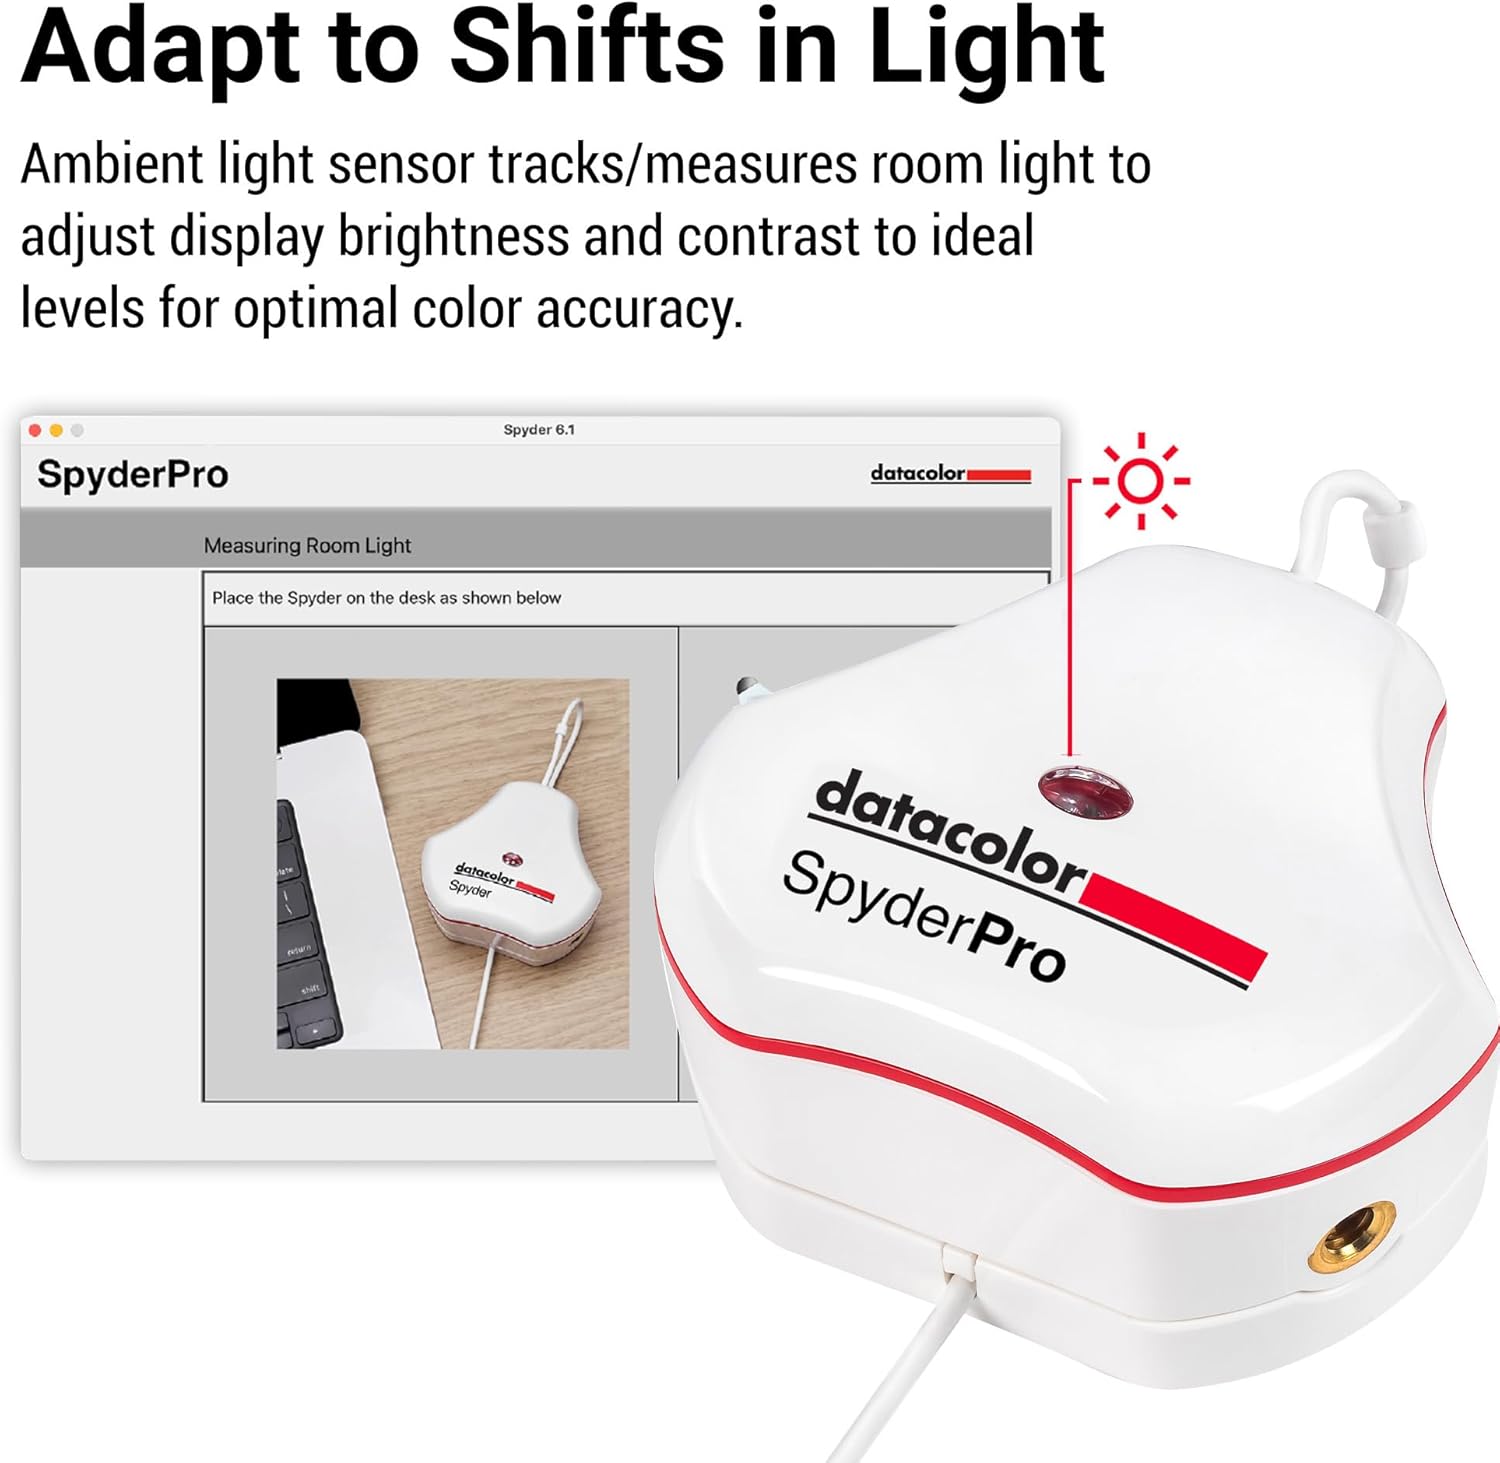 Adapt to Shifts in Light
Ambient light sensor tracks/measures room light to
adjust display brightness and contrast to ideal
levels for optimal color accuracy.
Spyder 6.1
SpyderPro
datacolor
Measuring Room Light
Place the Spyder on the desk as shown below
return
shift
datacolor
Spyder
datacolor
SpyderPro